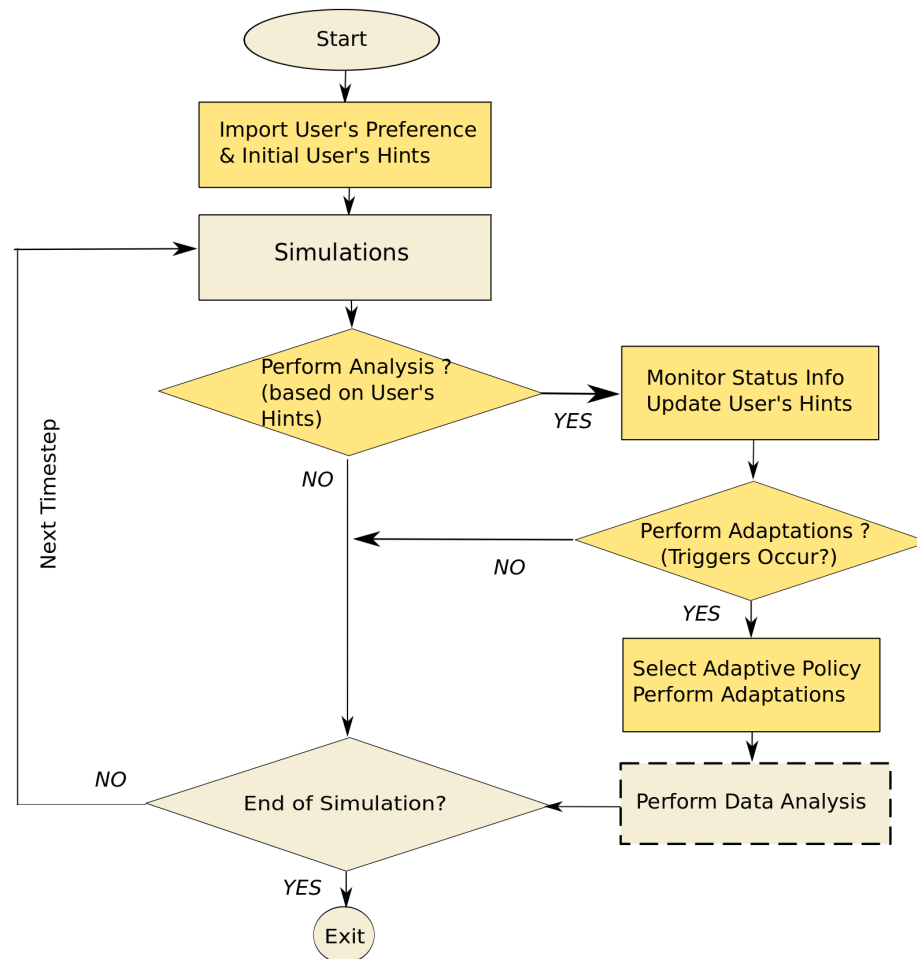 Start
Import User's Preference
& Initial User's Hints
Simulations
Perform Analysis ?
(based on User's
Hints)
YES
Monitor Status Info
Update User's Hints
NO
Next Timestep
Perform Adaptations ?
(Triggers Occur?)
NO
YES
Select Adaptive Policy
Perform Adaptations
NO
End of Simulation?
Perform Data Analysis
YES
Exit